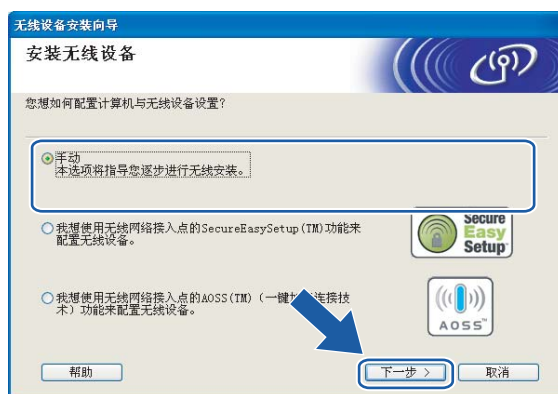 无线设备安装向导
安装无线设备
您想如何配置计算机与无线设备设置?
手动
本选项将指导您逐步进行无线安装。
我想使用无线网络接入点的SecureEasySetup(TM)功能来
配置无线设备。
Secure
Easy
Setup
我想使用无线网络接入点的AOSS(TM)(一键 连接技
术)功能来配置无线设备。
AOSS™
帮助
下一步 >
取消